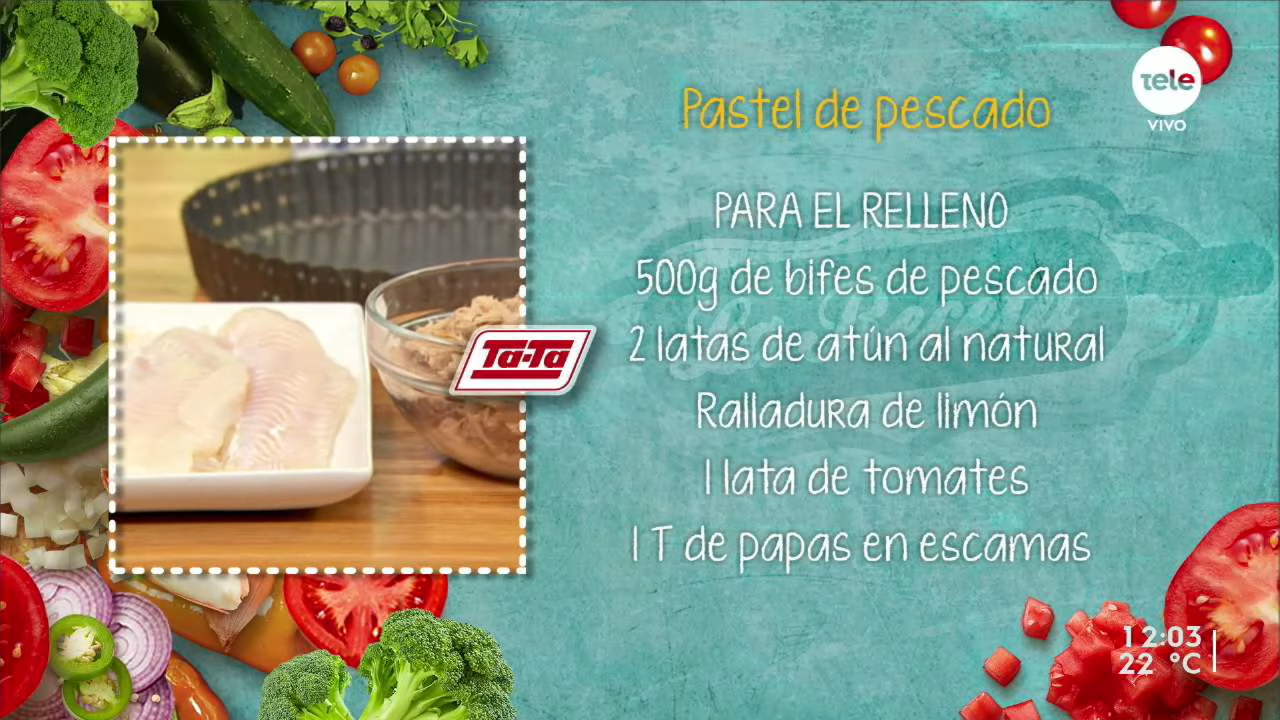 Pastel de pescado
tele
VIVO
PARA EL RELLENO
500g de bifes de pescado
2 latas de atún al natural
Ta-Ta
Ralladura de limón
1 lata de tomates
1 T de papas en escamas
12:03
22 °C